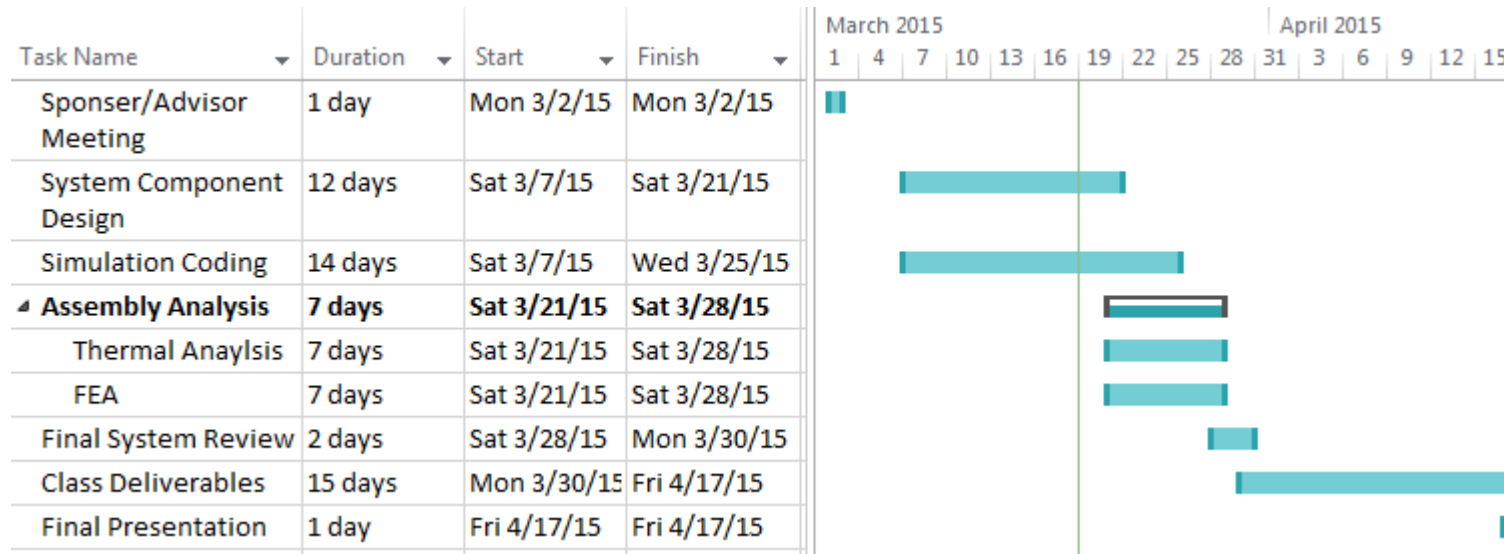 March 2015 April 2015
Task Name Duration Start Finish 1 4 7 10 13 16 19 22 25 28 31 3 6 9 12 15
Sponser/Advisor 1 day Mon 3/2/15 Mon 3/2/15
Meeting
System Component 12 days Sat 3/7/15 Sat 3/21/15
Design
Simulation Coding 14 days Sat 3/7/15 Wed 3/25/15
Assembly Analysis 7 days Sat 3/21/15 Sat 3/28/15
Thermal Anaylsis 7 days Sat 3/21/15 Sat 3/28/15
FEA 7 days Sat 3/21/15 Sat 3/28/15
Final System Review 2 days Sat 3/28/15 Mon 3/30/15
Class Deliverables 15 days Mon 3/30/15 Fri 4/17/15
Final Presentation 1 day Fri 4/17/15 Fri 4/17/15